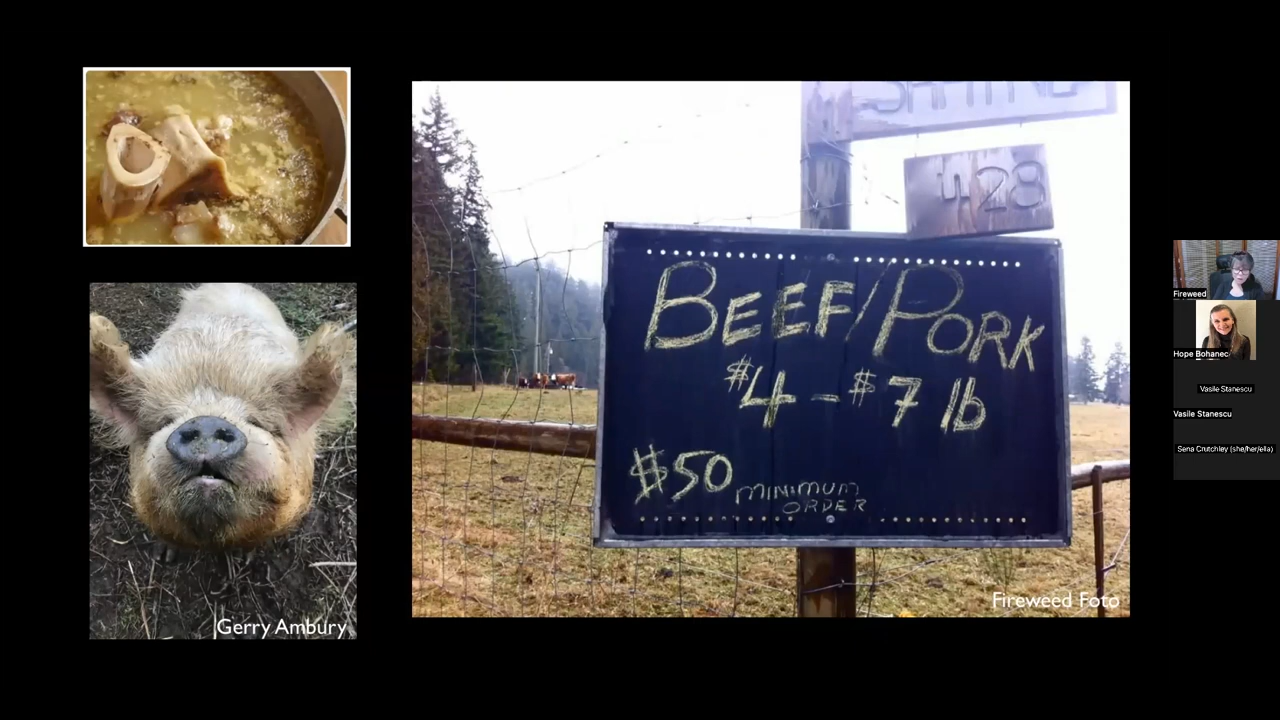 28
BEEF/PORK
$4-$7 lb
$50 MINIMUM
ORDER
Fireweed Foto
Gerry Ambury
Fireweed
Hope Bohanec
Vasile Stanescu
Vasile Stanescu
Sena Crutchley (she/her/ella)